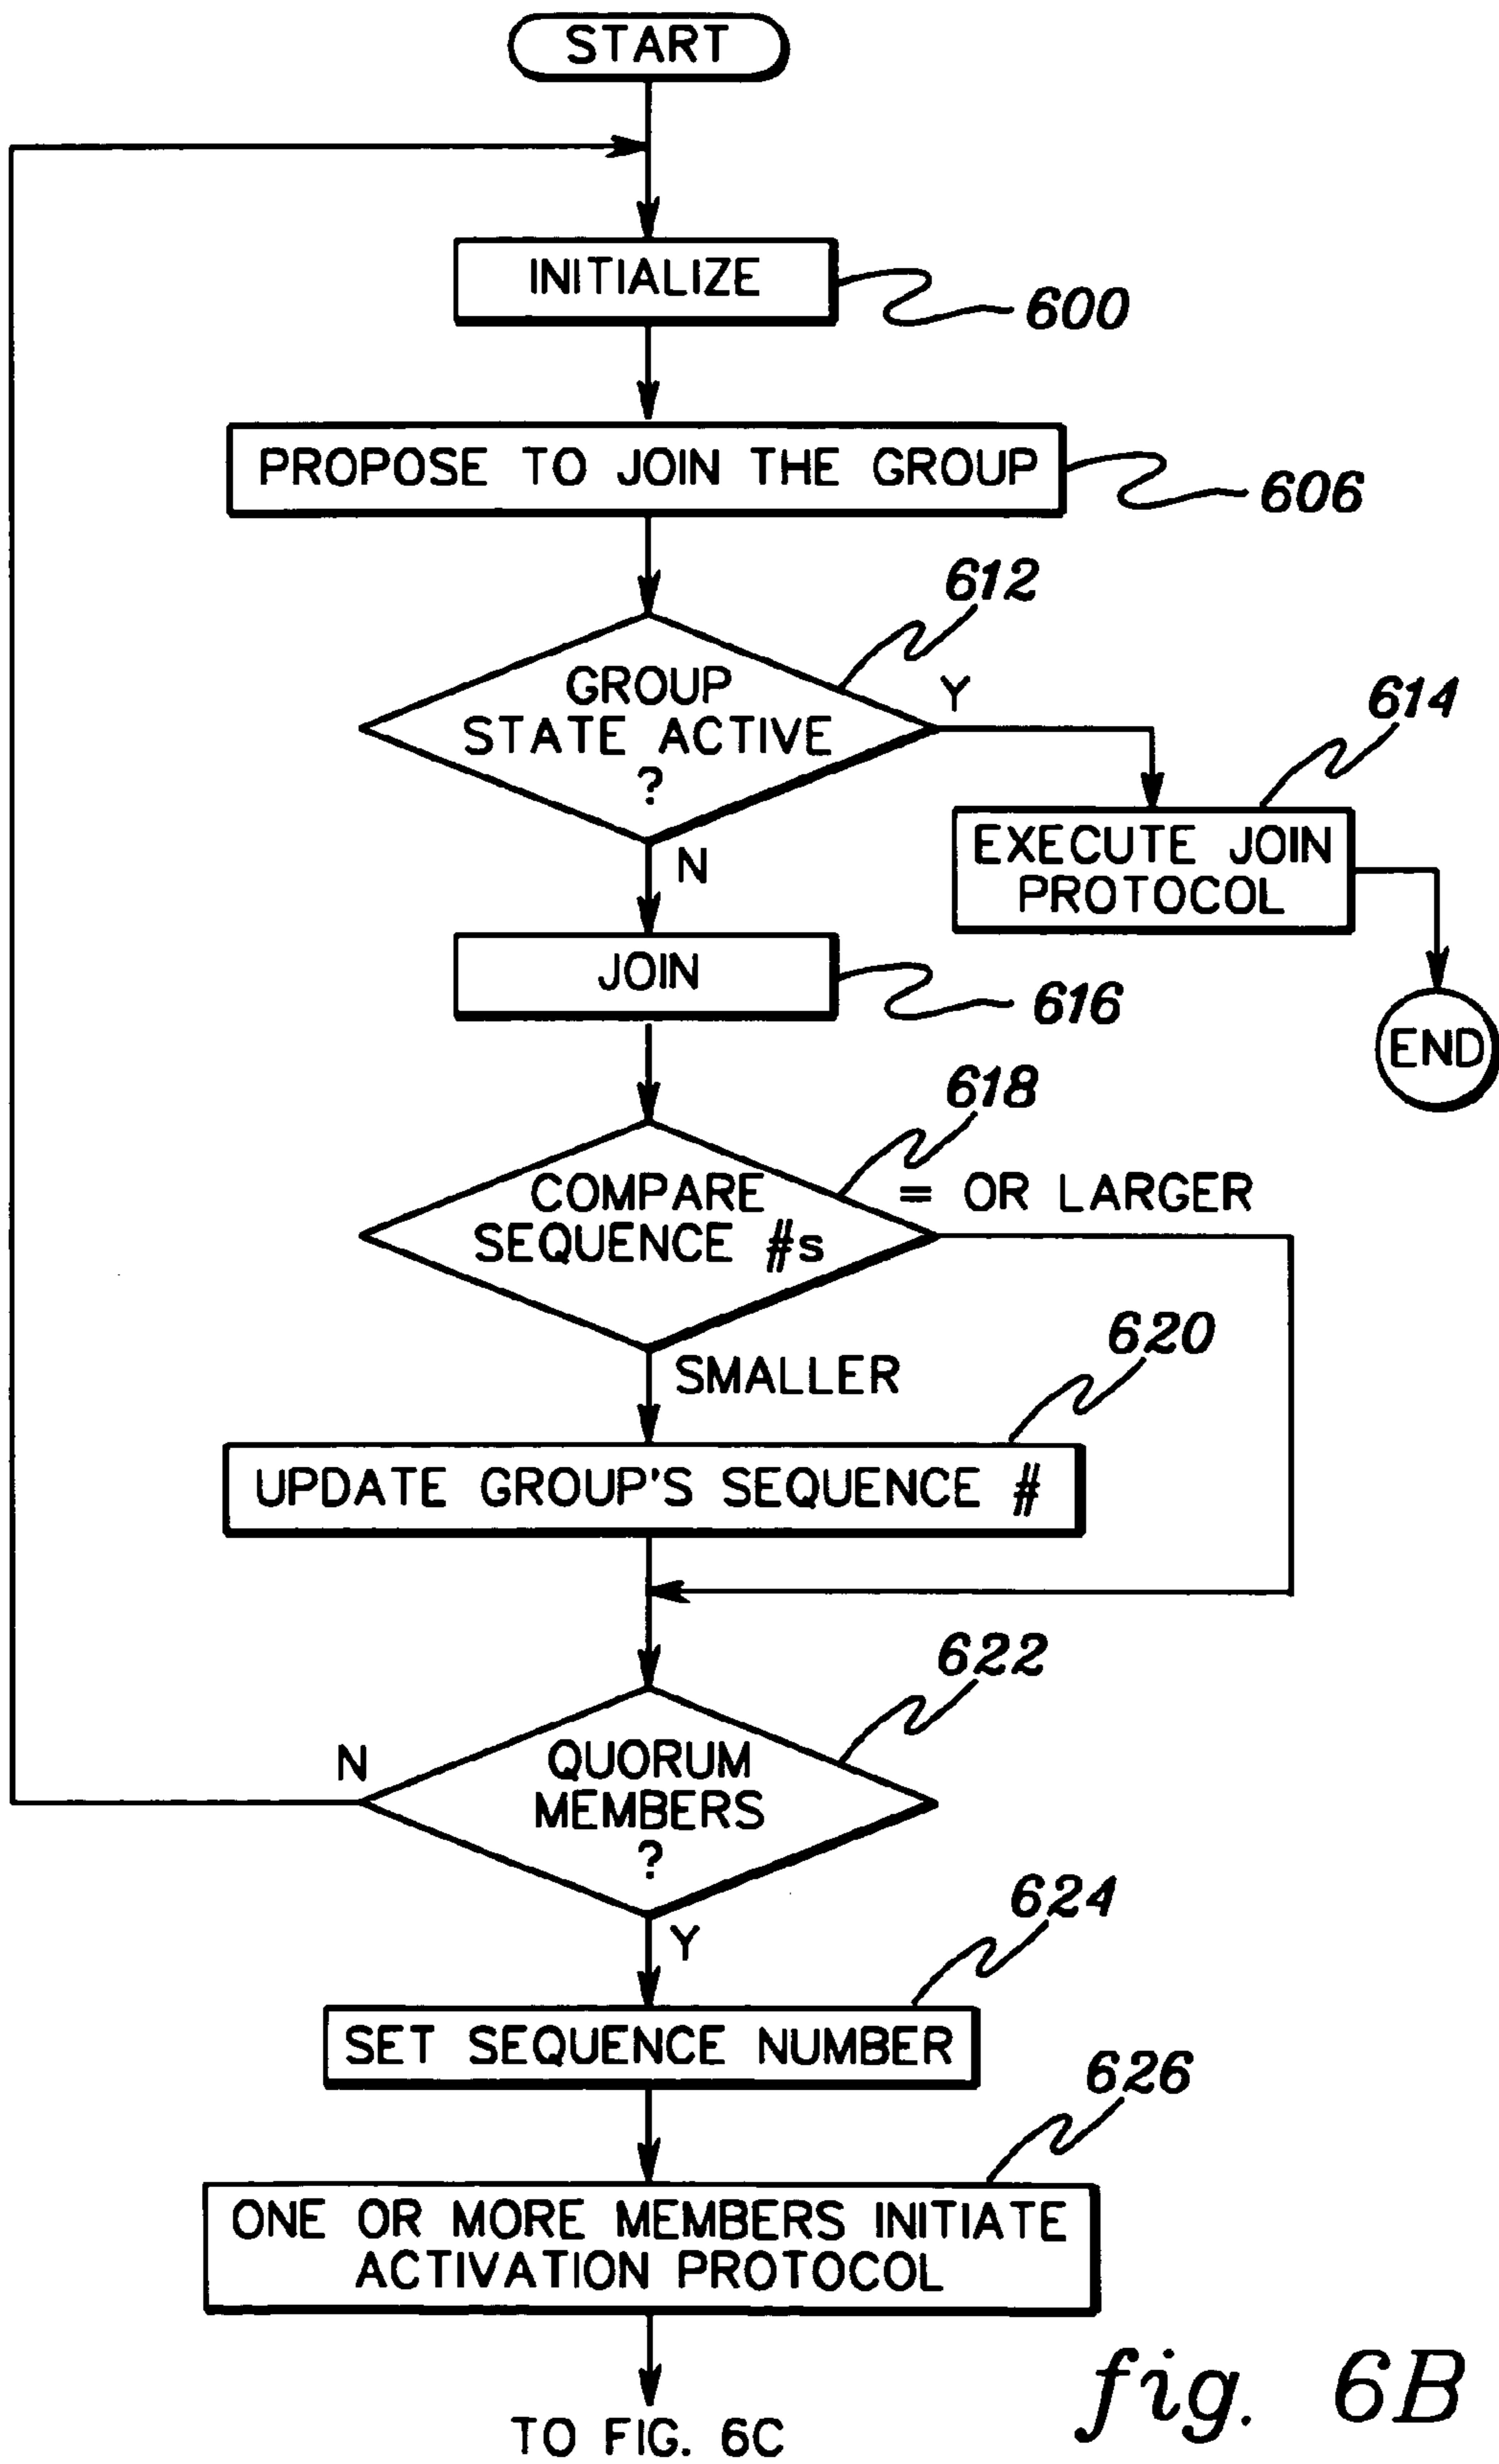 START
INITIALIZE
600
PROPOSE TO JOIN THE GROUP
606
612
GROUP
STATE ACTIVE
?
Y
614
EXECUTE JOIN
PROTOCOL
N
JOIN
616
END
618
COMPARE
SEQUENCE #s
= OR LARGER
620
SMALLER
UPDATE GROUP'S SEQUENCE #
622
N
QUORUM
MEMBERS
?
624
Y
SET SEQUENCE NUMBER
626
ONE OR MORE MEMBERS INITIATE
ACTIVATION PROTOCOL
TO FIG. 6C
fig. 6B